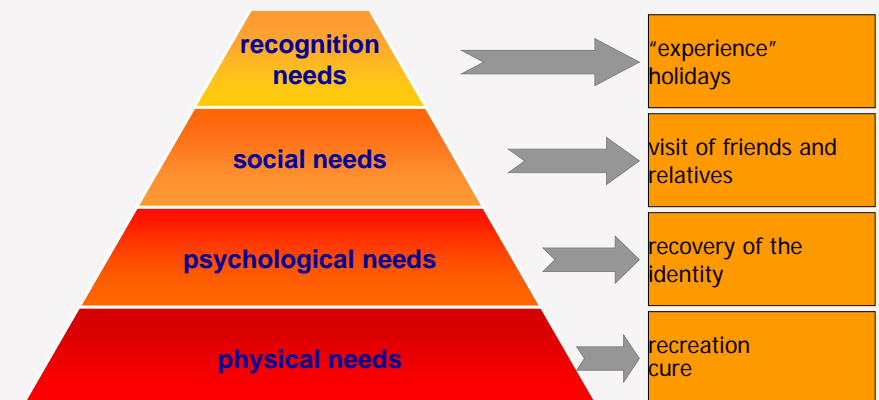 recognition
needs
“experience”
holidays
social needs
visit of friends and
relatives
psychological needs
recovery of the
identity
physical needs
recreation
cure